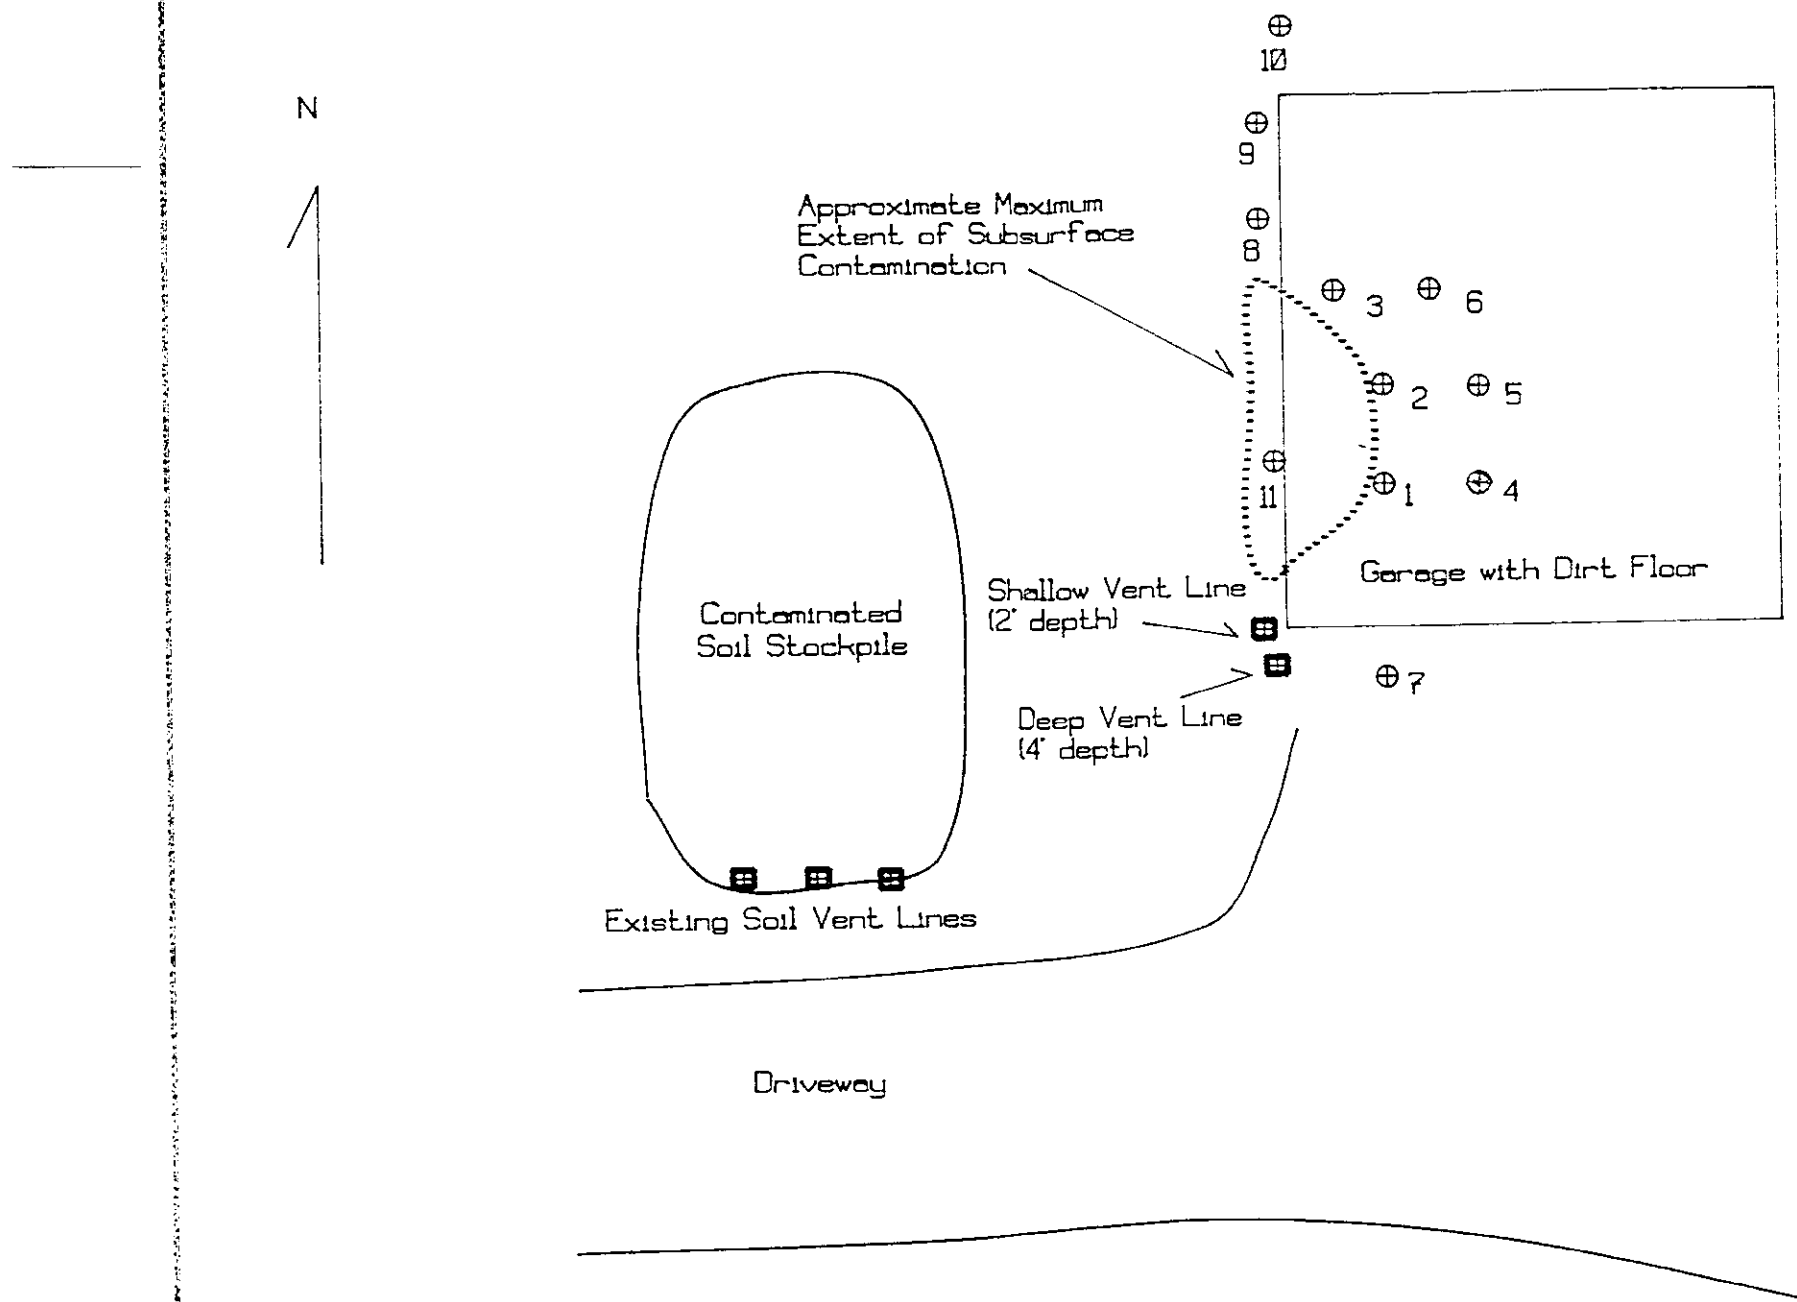 10
N
9
Approximate Maximum
Extent of Subsurface
Contamination
8
3
6
2
5
11
1
4
Garage with Dirt Floor
Shallow Vent Line
(2' depth)
Contaminated
Soil Stockpile
7
Deep Vent Line
(4' depth)
Existing Soil Vent Lines
Driveway